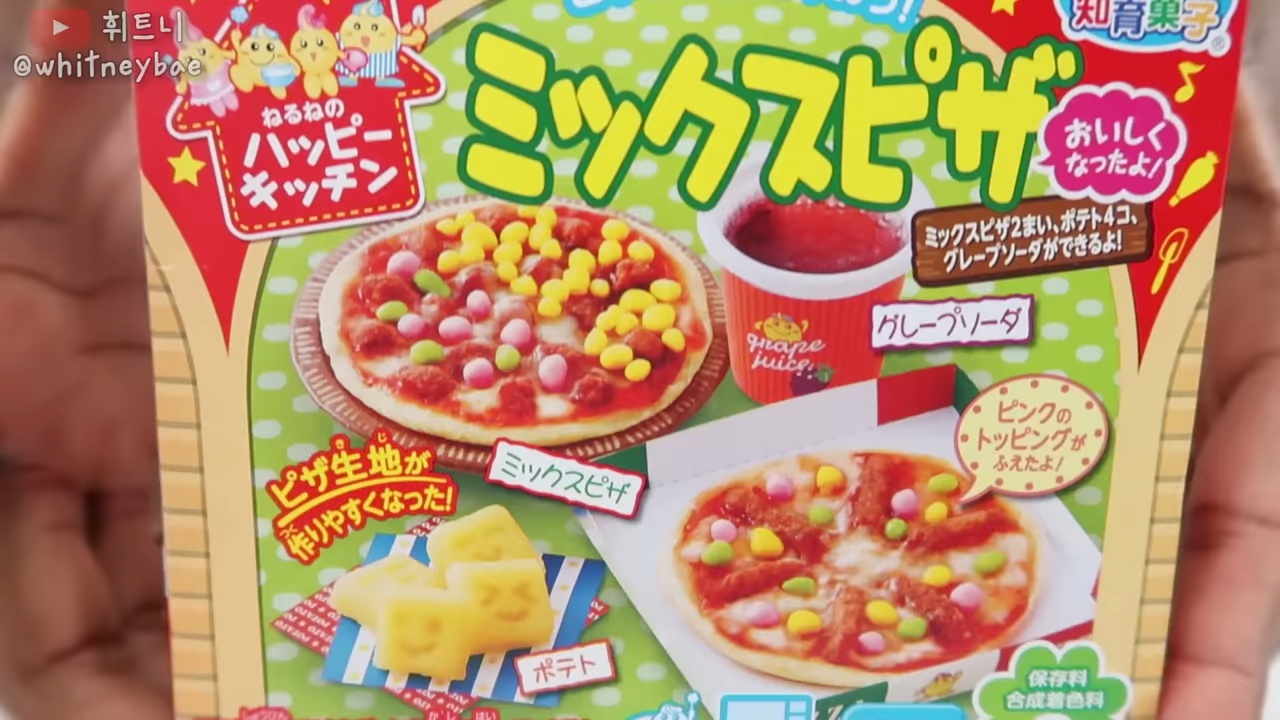 휘트니
@whitneybae
知育菓子®
ねるねの
ハッピー
キッチン
ミックスピザ
おいしく
なったよ!
ミックスピザ2まい、ポテト4コ、
グレープソーダができるよ!
グレープソーダ
grape
juice
ピンクの
トッピングが
ふえたよ!
ミックスピザ
ピザ生地が
きじ
作りやすくなった!
ポテト
保存料
合成着色料